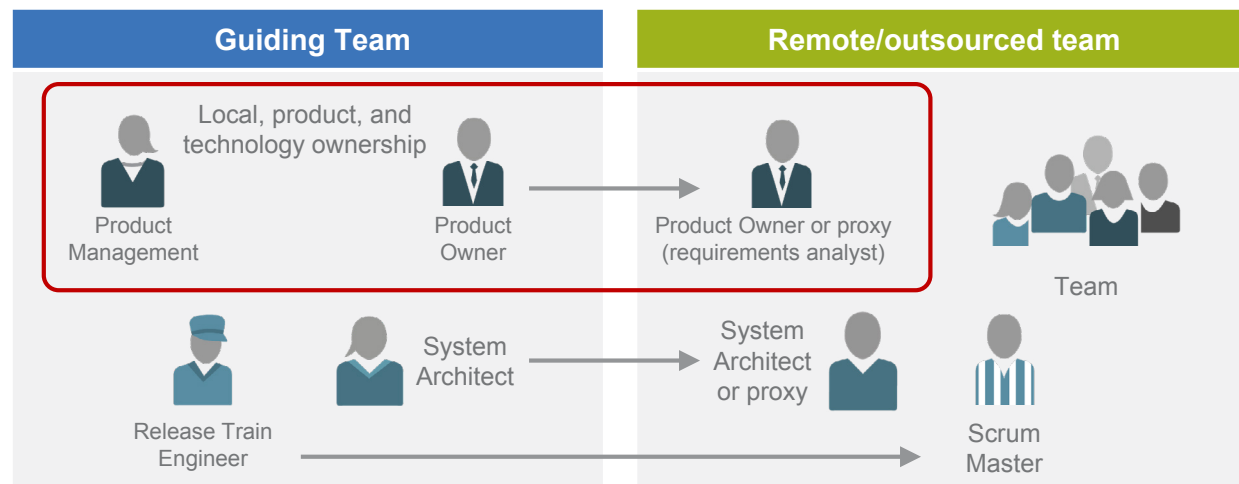 Guiding Team
Remote/outsourced team
Local, product, and
technology ownership
Product
Management
Product
Owner
Product Owner or proxy
(requirements analyst)
Team
System
Architect
System
Architect
or proxy
Release Train
Engineer
Scrum
Master